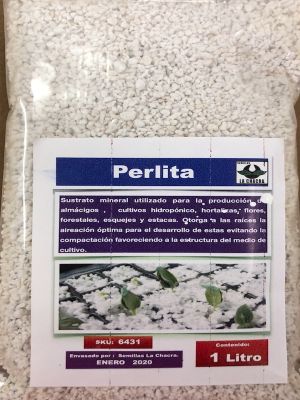 Perlita
SEMILLAS
LA CHACRA
Sustrato mineral utilizado para la producción de
almácigos , cultivos hidropónico, hortalizas, flores,
forestales, esquejes y estacas. Otorga a las raíces la
aireación óptima para el desarrollo de estas evitando la
compactación favoreciendo a la estructura del medio de
cultivo.
SKU: 6431
Contenido:
Envasado por : Semillas La Chacra.
ENERO 2020
1 Litro